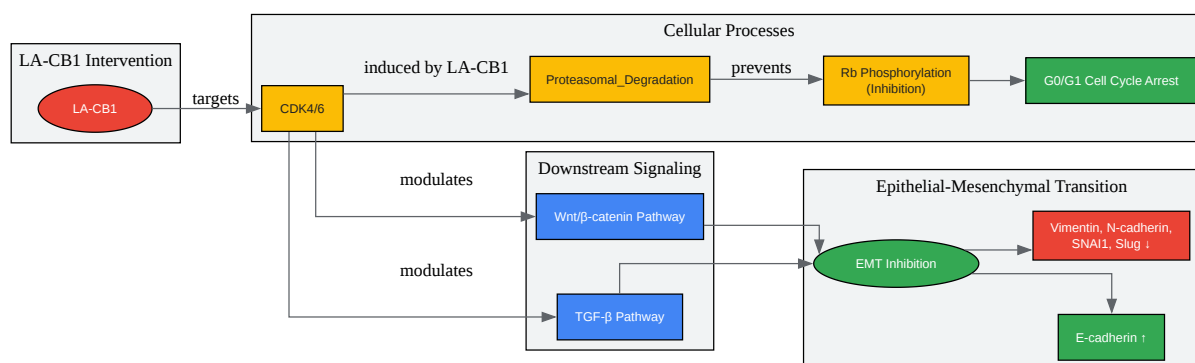 Cellular Processes
LA-CB1 Intervention
LA-CB1
targets
CDK4/6
induced by LA-CB1
Proteasomal_Degradation
prevents
Rb Phosphorylation
(Inhibition)
G0/G1 Cell Cycle Arrest
modulates
modulates
Downstream Signaling
Wnt/β-catenin Pathway
TGF-β Pathway
Epithelial-Mesenchymal Transition
EMT Inhibition
Vimentin, N-cadherin,
SNAI1, Slug ↓
E-cadherin ↑